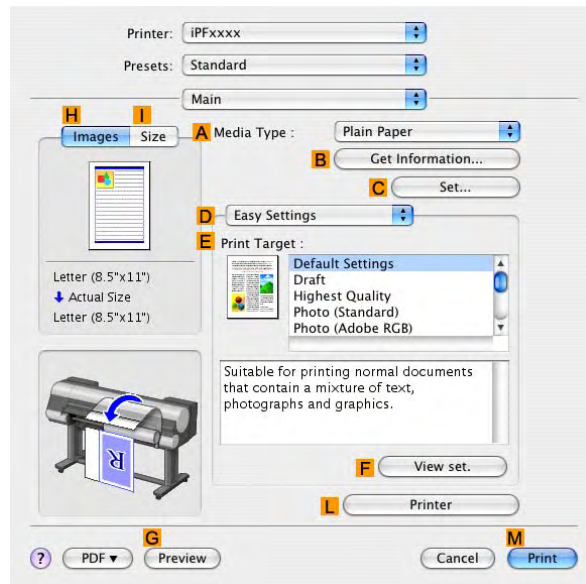 Printer: iPFxxxx
Presets: Standard
Main
H I
Images Size
A Media Type : Plain Paper
B Get Information...
C Set...
D Easy Settings
E Print Target :
Default Settings
Draft
Highest Quality
Photo (Standard)
Photo (Adobe RGB)
Letter (8.5"x11")
Actual Size
Letter (8.5"x11")
Suitable for printing normal documents
that contain a mixture of text,
photographs and graphics.
R
F View set.
L Printer
G M
? PDF Preview Cancel Print